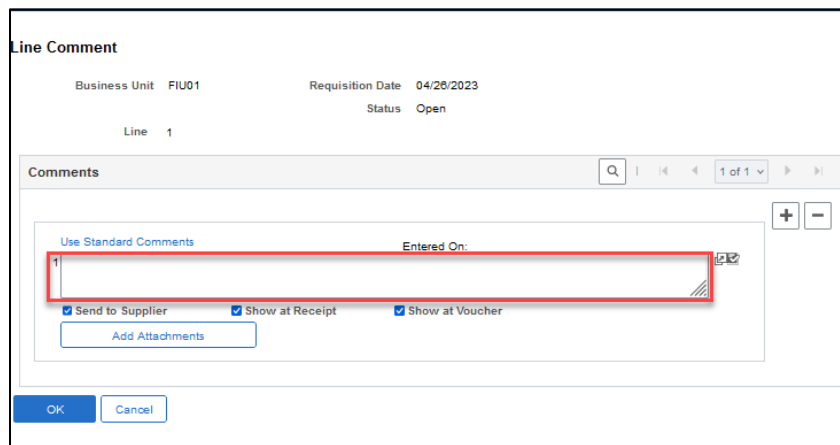 Line Comment
Business Unit FIU01 Requisition Date 04/26/2023
Status Open
Line 1
Comments 1 of 1
Use Standard Comments Entered On:
1
Send to Supplier Show at Receipt Show at Voucher
Add Attachments
OK Cancel